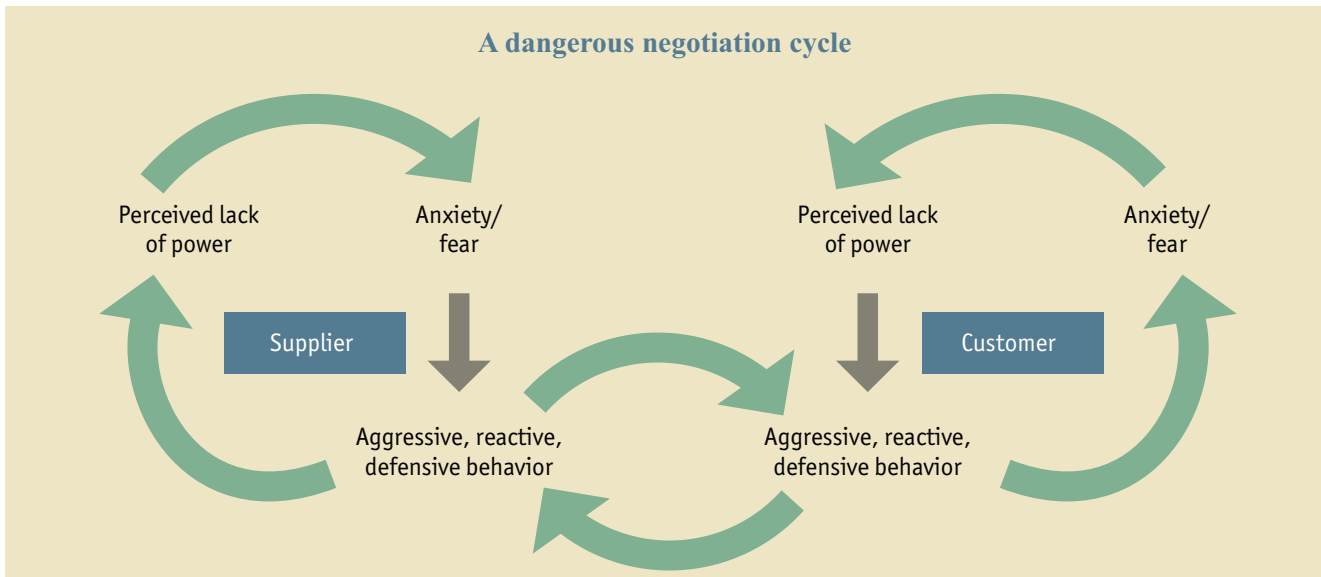 A dangerous negotiation cycle
Perceived lack
of power
Anxiety/
fear
Supplier
Aggressive, reactive,
defensive behavior
Perceived lack
of power
Anxiety/
fear
Customer
Aggressive, reactive,
defensive behavior